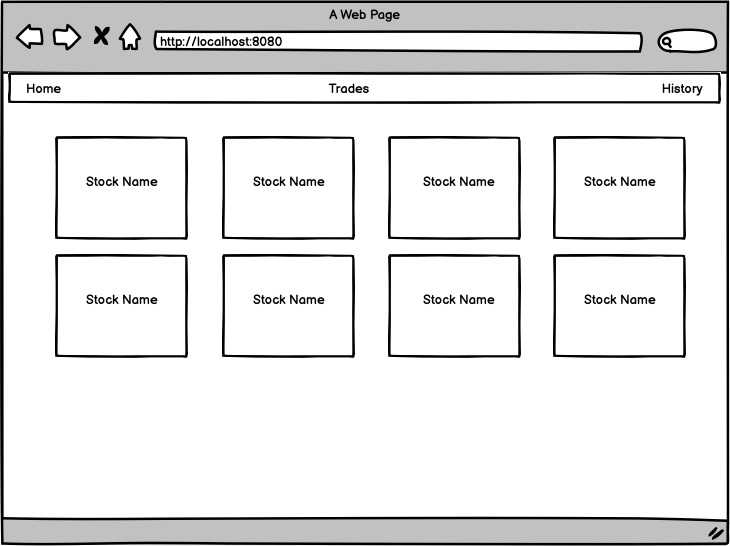 A Web Page
http://localhost:8080
Home Trades History
Stock Name Stock Name Stock Name Stock Name
Stock Name Stock Name Stock Name Stock Name